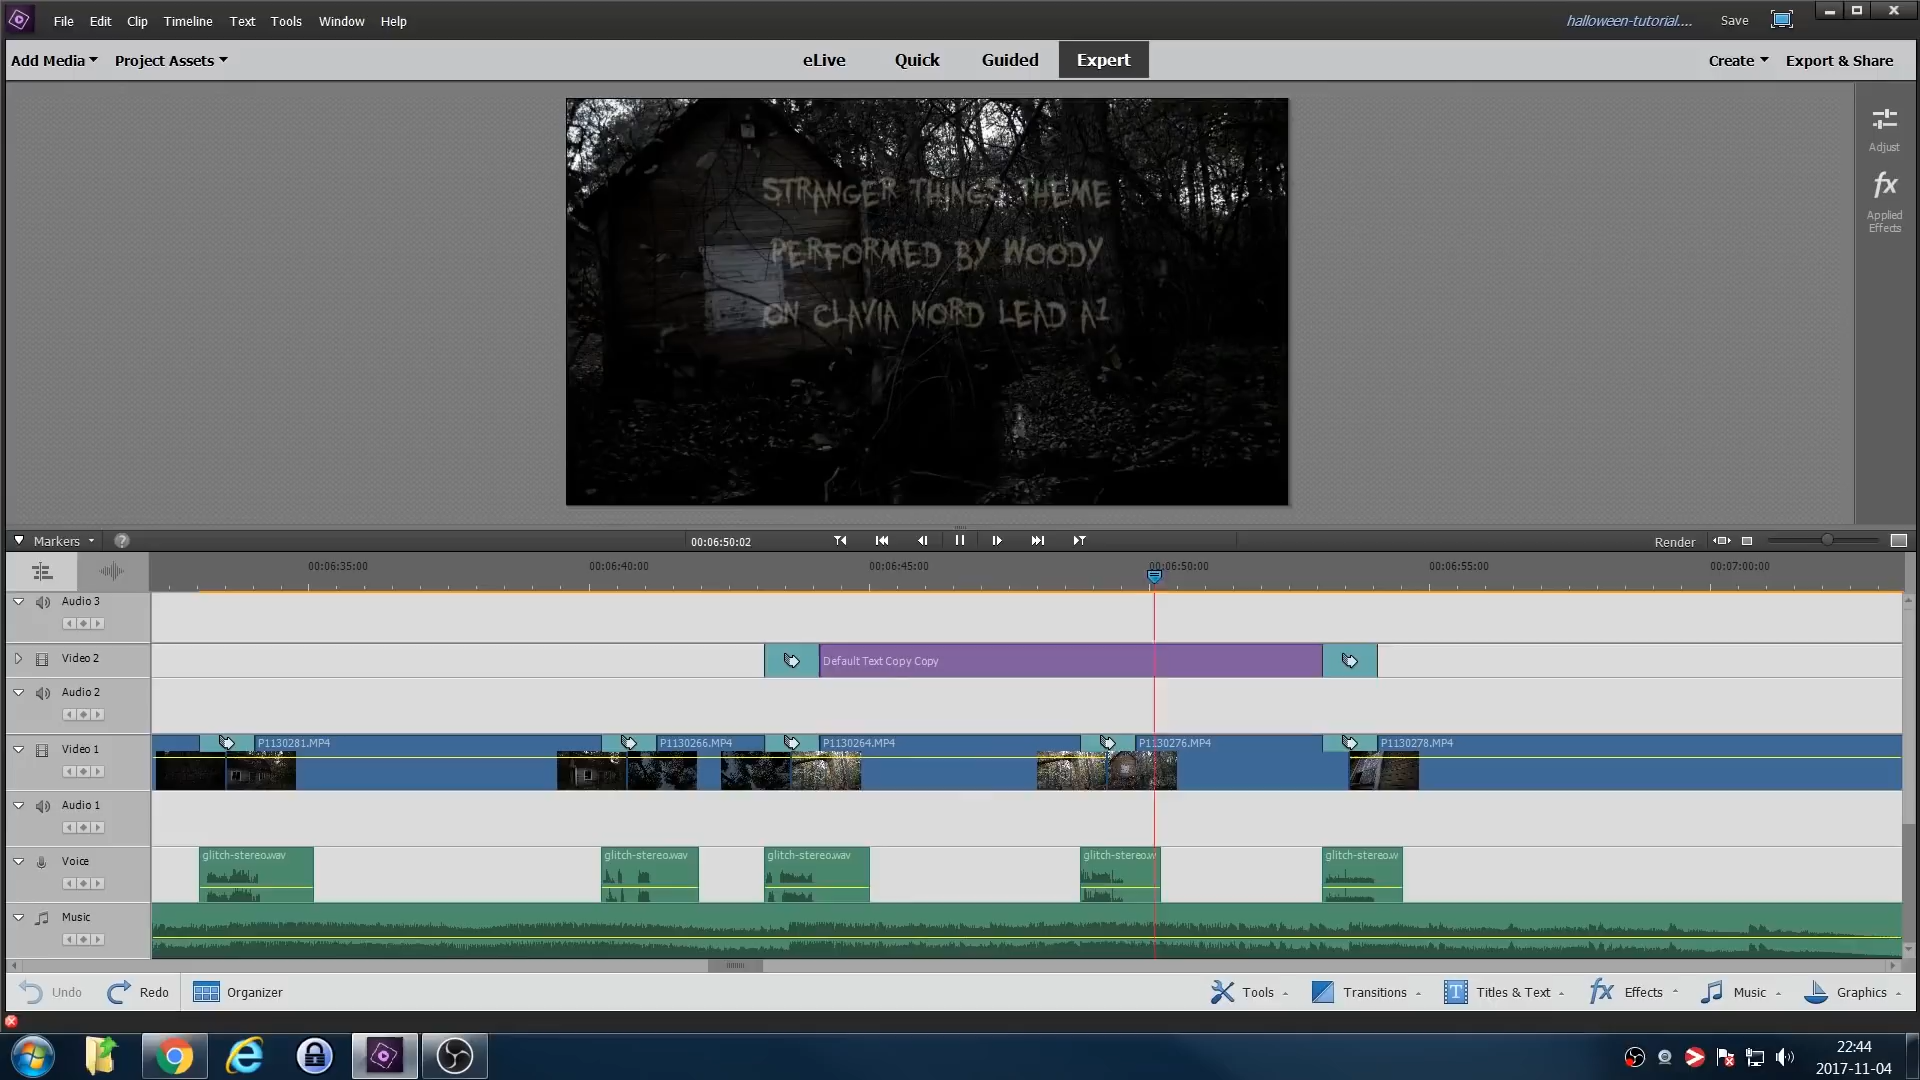 File Edit Clip Timeline Text Tools Window Help
halloween-tutorial.... Save
Add Media Project Assets
eLive Quick Guided Expert
Create Export & Share
STRANGER THINGS THEME
PERFORMED BY WOODY
ON CLAVIA NORD LEAD A1
Adjust
fx
Applied
Effects
Markers ? 00:06:50:02 Render
00:06:35:00 00:06:40:00 00:06:45:00 00:06:50:00 00:06:55:00 00:07:00:00
Audio 3
Video 2 Default Text Copy Copy
Audio 2
Video 1 P1130281.MP4 P1130266.MP4 P1130264.MP4 P1130276.MP4 P1130278.MP4
Audio 1
Voice glitch-stereo.wav glitch-stereo.wav glitch-stereo.wav glitch-stereo.w glitch-stereo.w
Music
Undo Redo Organizer
Tools Transitions T Titles & Text fx Effects Music Graphics
22:44
2017-11-04